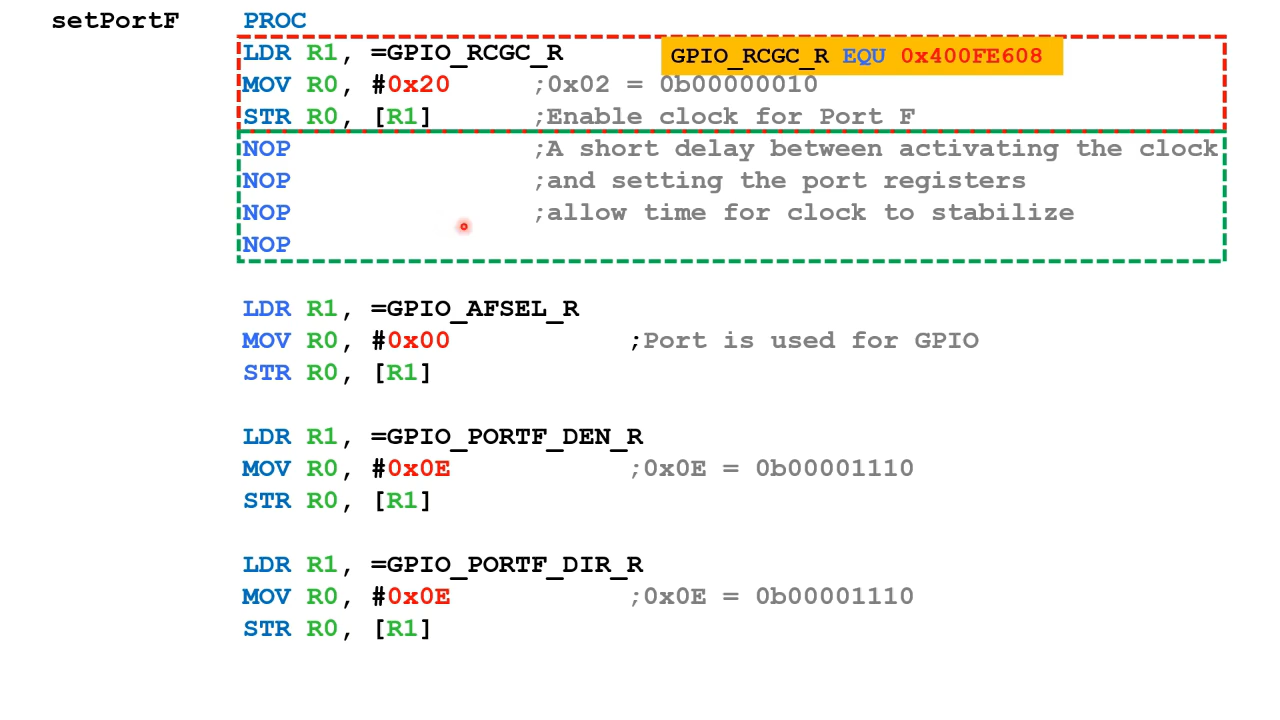 setPortF PROC
LDR R1, =GPIO_RCGC_R GPIO_RCGC_R EQU 0x400FE608
MOV R0, #0x20 ;0x02 = 0b00000010
STR R0, [R1] ;Enable clock for Port F
NOP ;A short delay between activating the clock
NOP ;and setting the port registers
NOP ;allow time for clock to stabilize
NOP
LDR R1, =GPIO_AFSEL_R
MOV R0, #0x00 ;Port is used for GPIO
STR R0, [R1]
LDR R1, =GPIO_PORTF_DEN_R
MOV R0, #0x0E ;0x0E = 0b00001110
STR R0, [R1]
LDR R1, =GPIO_PORTF_DIR_R
MOV R0, #0x0E ;0x0E = 0b00001110
STR R0, [R1]